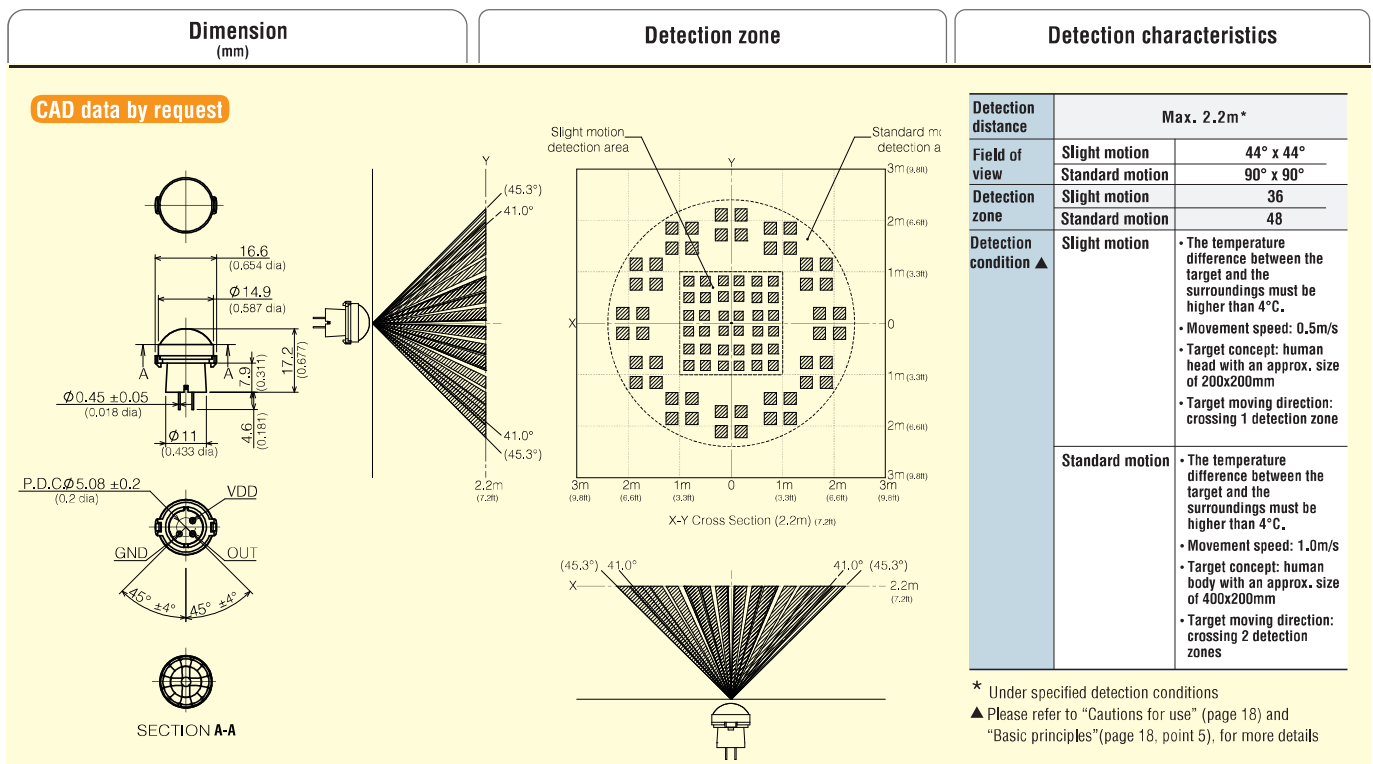 Dimension
(mm)
Detection zone
Detection characteristics
CAD data by request
16.6
(0,654 dia)
Φ14.9
(0,587 dia)
A
A
7.9
(0.311)
17.2
(0.677)
Φ0.45 ±0.05
(0,018 dia)
4.6
(0.181)
Φ11
(0.433 dia)
P.D.CΦ5.08 ±0.2
(0.2 dia)
VDD
GND
OUT
45° ±4°
45° ±4°
SECTION A-A
Y
(45.3°)
41.0°
41.0°
(45.3°)
2.2m
(7.2ft)
Slight motion
detection area
Standard mo
detection a
Y
3m (9.8ft)
2m (6.6ft)
1m (3.3ft)
X
0
1m (3.3ft)
2m (6.6ft)
3m (9.8ft)
3m 2m 1m 0 1m 2m 3m
(9.8ft) (6.6ft) (3.3ft) (3.3ft) (6.6ft) (9.8ft)
X-Y Cross Section (2.2m) (7.2ft)
(45.3°) 41.0° 41.0° (45.3°)
X
2.2m
(7.2ft)
Detection distance
Max. 2.2m*
Field of view
Slight motion 44° x 44°
Standard motion 90° x 90°
Detection zone
Slight motion 36
Standard motion 48
Detection
condition ▲
Slight motion
• The temperature
difference between the
target and the
surroundings must be
higher than 4°C.
• Movement speed: 0.5m/s
• Target concept: human
head with an approx. size
of 200x200mm
• Target moving direction:
crossing 1 detection zone
Standard motion
• The temperature
difference between the
target and the
surroundings must be
higher than 4°C.
• Movement speed: 1.0m/s
• Target concept: human
body with an approx. size
of 400x200mm
• Target moving direction:
crossing 2 detection
zones
* Under specified detection conditions
▲ Please refer to “Cautions for use” (page 18) and
“Basic principles”(page 18, point 5), for more details